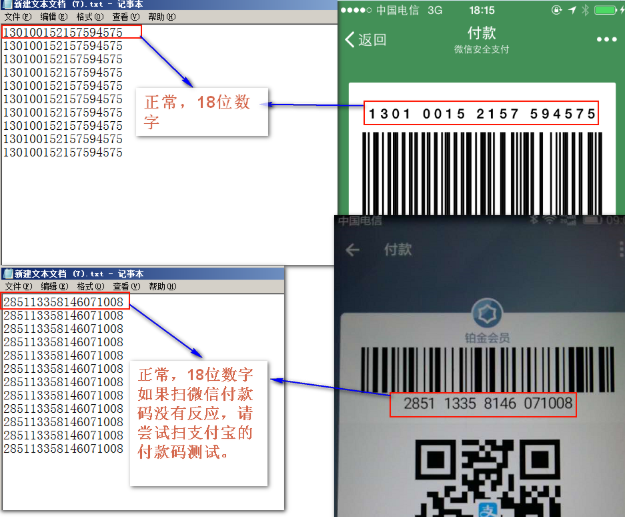 新建文本文档 (7).txt - 记事本
文件(F) 编辑(E) 格式(O) 查看(V) 帮助(H)
130100152157594575
130100152157594575
130100152157594575
130100152157594575
130100152157594575
130100152157594575
130100152157594575
130100152157594575
130100152157594575
130100152157594575
正常，18位数
字
中国电信 3G 18:15
返回
付款
微信安全支付
1301 0015 2157 594575
新建文本文档 (7).txt - 记事本
文件(F) 编辑(E) 格式(O) 查看(V) 帮助(H)
285113358146071008
285113358146071008
285113358146071008
285113358146071008
285113358146071008
285113358146071008
285113358146071008
285113358146071008
285113358146071008
285113358146071008
285113358146071008
285113358146071008
正常，18位数字
如果扫微信付款
码没有反应，请
尝试扫支付宝的
付款码测试。
中国电信
付款
铂金会员
2851 1335 8146 071008
支